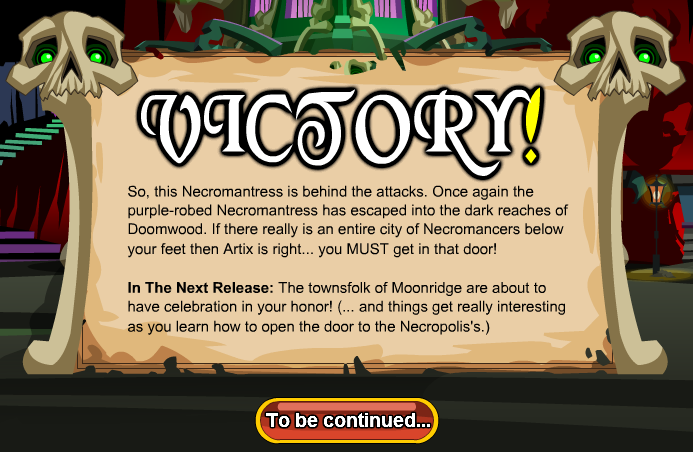 VICTORY!
So, this Necromantress is behind the attacks. Once again the
purple-robed Necromantress has escaped into the dark reaches of
Doomwood. If there really is an entire city of Necromancers below
your feet then Artix is right... you MUST get in that door!
In The Next Release: The townsfolk of Moonridge are about to
have celebration in your honor! (... and things get really interesting
as you learn how to open the door to the Necropolis's.)
To be continued...